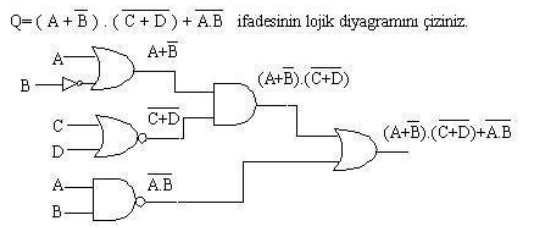 Q= ( A + B̅ ) . ( C̅ ̅+̅ ̅D̅ ) + A̅.̅B̅ ifadesinin lojik diyagramını çiziniz.
A
A+B̅
B
(A+B̅).(C̅+̅D̅)
C
C̅+̅D̅
D
(A+B̅).(C̅+̅D̅)+A̅.̅B̅
A
A̅.̅B̅
B